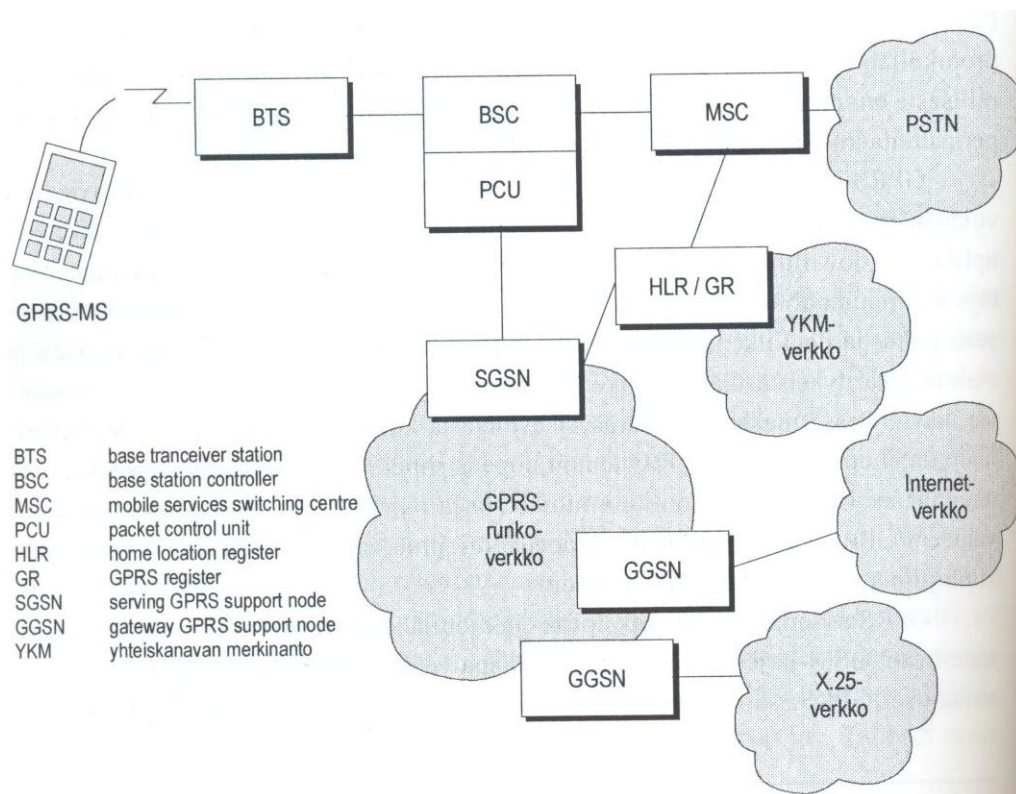 BTS
BSC
MSC
PSTN
PCU
GPRS-MS
HLR / GR
YKM-
verkko
SGSN
BTS base tranceiver station
BSC base station controller
MSC mobile services switching centre
PCU packet control unit
HLR home location register
GR GPRS register
SGSN serving GPRS support node
GGSN gateway GPRS support node
YKM yhteiskanavan merkinanto
GPRS-
runko-
verkko
Internet-
verkko
GGSN
GGSN
X.25-
verkko